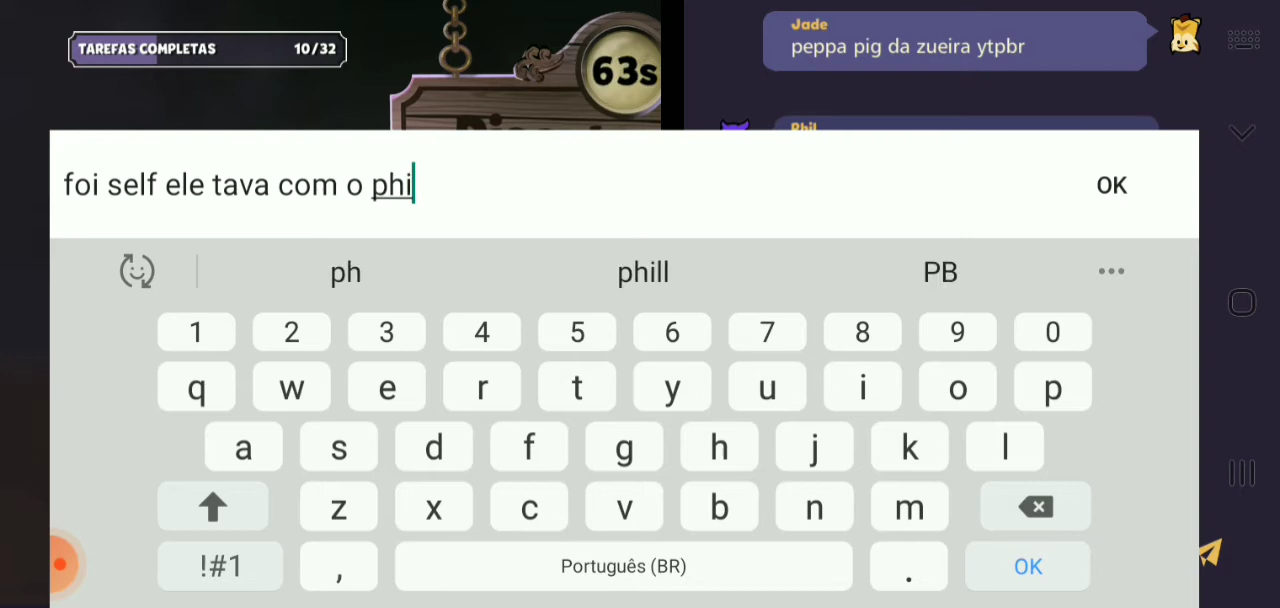 TAREFAS COMPLETAS 10/32
63s
Jade
peppa pig da zueira ytpbr
Phil
foi self ele tava com o phi
OK
ph phill PB
1 2 3 4 5 6 7 8 9 0
q w e r t y u i o p
a s d f g h j k l
z x c v b n m
!#1 , Português (BR) . OK